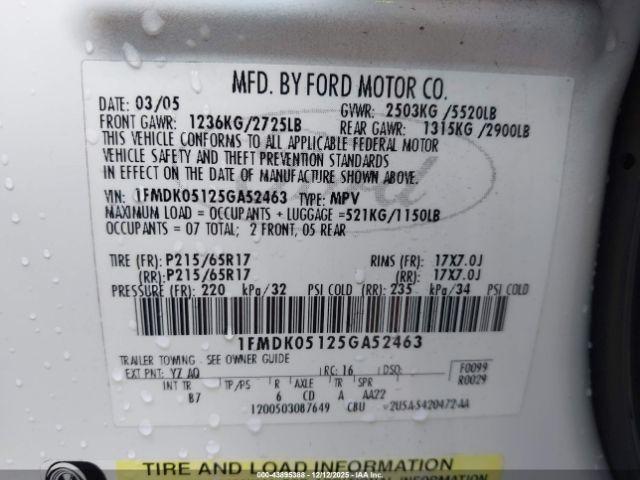 MFD. BY FORD MOTOR CO.
DATE: 03/05
GVWR: 2503KG/5520LB
FRONT GAWR: 1236KG/2725LB
REAR GAWR: 1315KG/2900LB
THIS VEHICLE CONFORMS TO ALL APPLICABLE FEDERAL MOTOR
VEHICLE SAFETY AND THEFT PREVENTION STANDARDS
IN EFFECT ON THE DATE OF MANUFACTURE SHOWN ABOVE.
VIN: 1FMDK05125GA52463 TYPE: MPV
MAXIMUM LOAD = OCCUPANTS + LUGGAGE =521KG/1150LB
OCCUPANTS = 07 TOTAL: 2 FRONT, 05 REAR
TIRE (FR): P215/65R17 RIMS (FR): 17X7.0J
(RR): P215/65R17 (RR): 17X7.0J
PRESSURE (FR): 220 kPa/32 PSI COLD (RR): 235 kPa/34 PSI COLD
1FMDK05125GA52463
TRAILER TOWING - SEE OWNER GUIDE
EXT PNT: YZ AQ RC: 16 DSO: F0099
R0029
INT TR TP/PS R AXLE TR SPR
B7 6 CD A AA22
1200503087649 CBU 2U5A-5420472-AA
TIRE AND LOAD INFORMATION
© 43895388 - 12/12/2025 - IAA Inc.